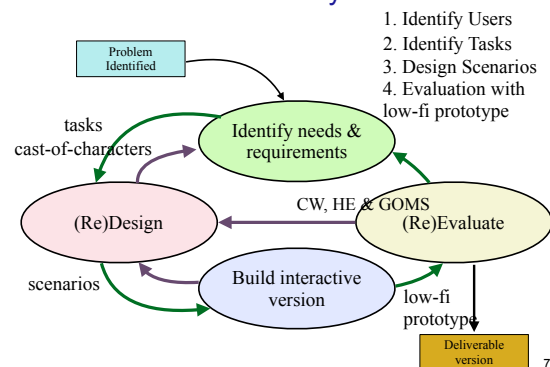 1. Identify Users
2. Identify Tasks
3. Design Scenarios
4. Evaluation with
low-fi prototype
Problem
Identified
tasks
cast-of-characters
Identify needs &
requirements
CW, HE & GOMS
(Re)Design
(Re)Evaluate
scenarios
Build interactive
version
low-fi
prototype
Deliverable
version
7